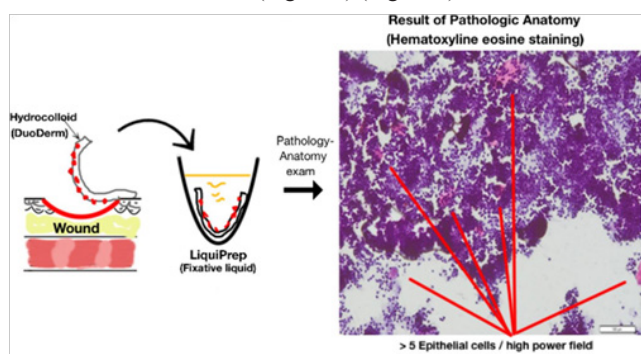 Result of Pathologic Anatomy
(Hematoxyline eosine staining)
Hydrocolloid
(DuoDerm)
Pathology-
Anatomy
exam
Wound
LiquiPrep
(Fixative liquid)
> 5 Epithelial cells / high power field